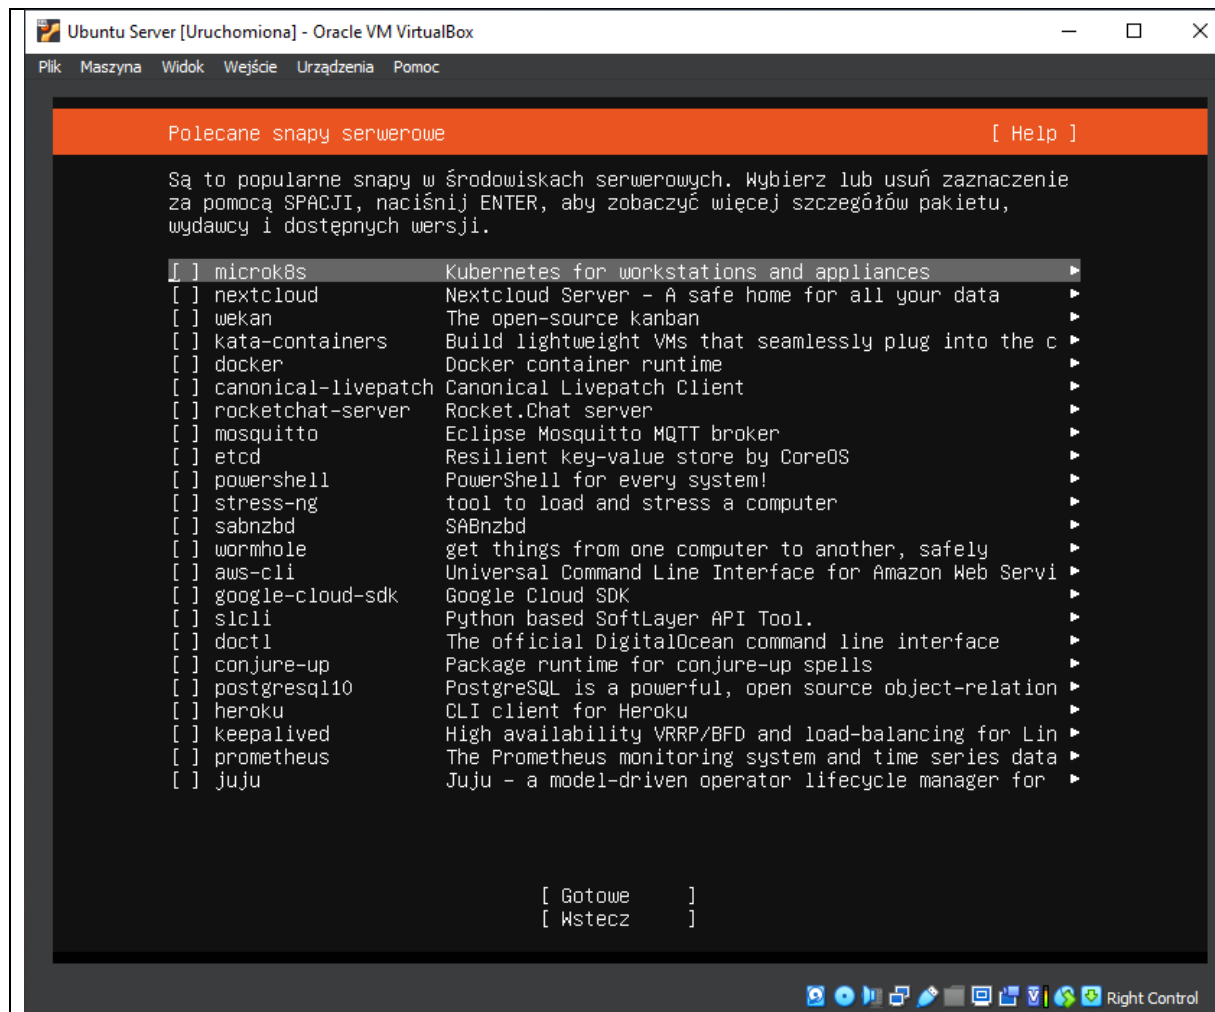 Ubuntu Server [Uruchomiona] - Oracle VM VirtualBox
Plik Maszyna Widok Wejście Urządzenia Pomoc
Polecane snapy serwerowe [ Help ]
Są to popularne snapy w środowiskach serwerowych. Wybierz lub usuń zaznaczenie
za pomocą SPACJI, naciśnij ENTER, aby zobaczyć więcej szczegółów pakietu,
wydawcy i dostępnych wersji.
[ ] microk8s Kubernetes for workstations and appliances ►
[ ] nextcloud Nextcloud Server – A safe home for all your data ►
[ ] wekan The open-source kanban ►
[ ] kata-containers Build lightweight VMs that seamlessly plug into the c ►
[ ] docker Docker container runtime ►
[ ] canonical-livepatch Canonical Livepatch Client ►
[ ] rocketchat-server Rocket.Chat server ►
[ ] mosquitto Eclipse Mosquitto MQTT broker ►
[ ] etcd Resilient key-value store by CoreOS ►
[ ] powershell PowerShell for every system! ►
[ ] stress-ng tool to load and stress a computer ►
[ ] sabnzbd SABnzbd ►
[ ] wormhole get things from one computer to another, safely ►
[ ] aws-cli Universal Command Line Interface for Amazon Web Servi ►
[ ] google-cloud-sdk Google Cloud SDK ►
[ ] slcli Python based SoftLayer API Tool. ►
[ ] doctl The official DigitalOcean command line interface ►
[ ] conjure-up Package runtime for conjure-up spells ►
[ ] postgresql10 PostgreSQL is a powerful, open source object-relation ►
[ ] heroku CLI client for Heroku ►
[ ] keepalived High availability VRRP/BFD and load-balancing for Lin ►
[ ] prometheus The Prometheus monitoring system and time series data ►
[ ] juju Juju – a model-driven operator lifecycle manager for ►
[ Gotowe ]
[ Wstecz ]
Right Control